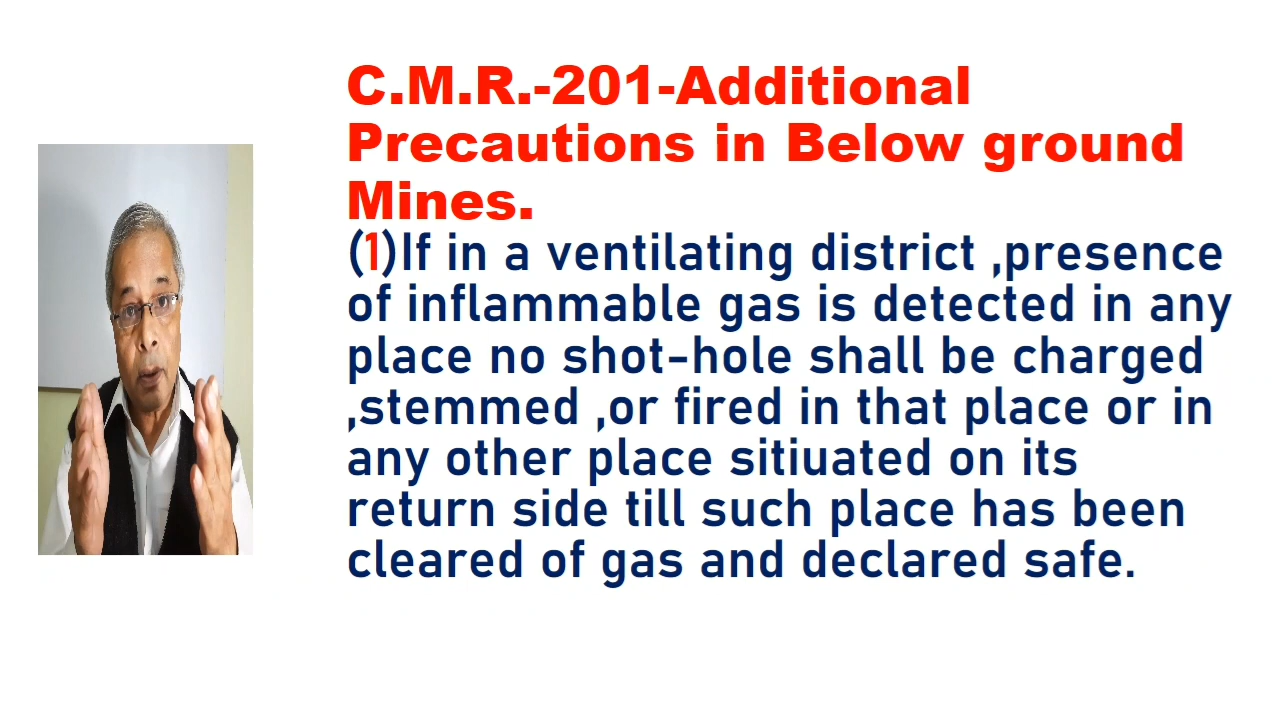 C.M.R.-201-Additional
Precautions in Below ground
Mines.
(1)If in a ventilating district ,presence
of inflammable gas is detected in any
place no shot-hole shall be charged
,stemmed ,or fired in that place or in
any other place sitiuated on its
return side till such place has been
cleared of gas and declared safe.